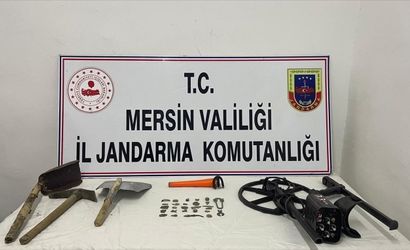 T.C.
MERSİN VALİLİĞİ
İL JANDARMA KOMUTANLIĞI